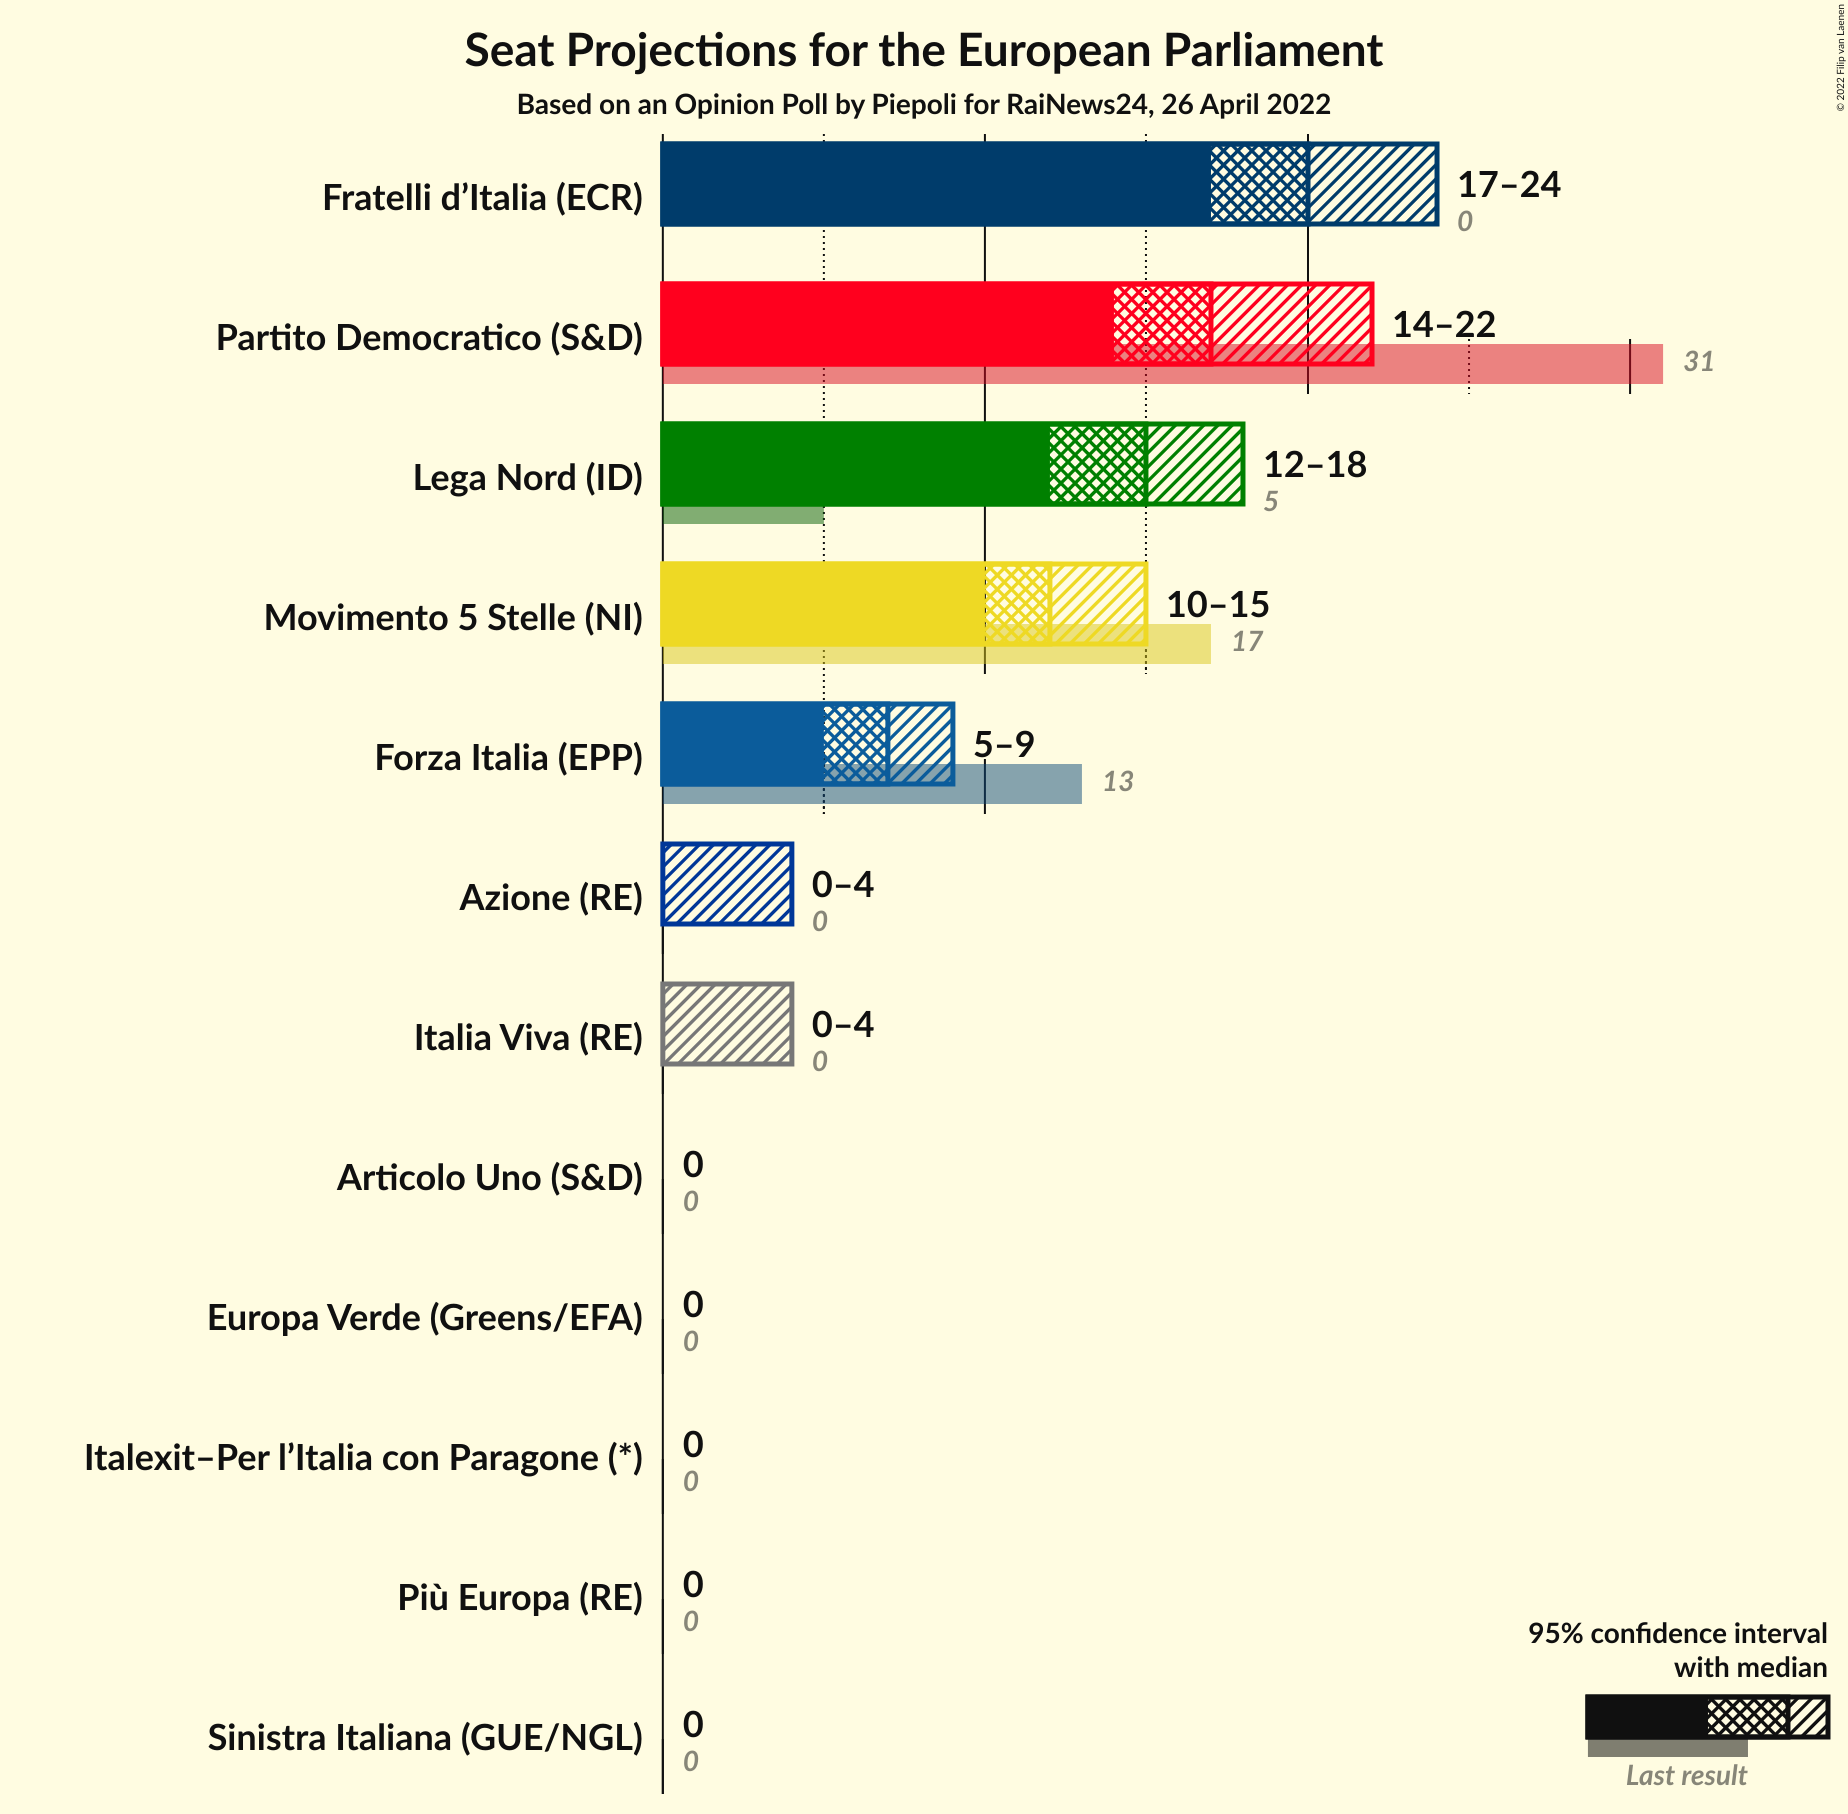 Seat Projections for the European Parliament
Based on an Opinion Poll by Piepoli for RaiNews24, 26 April 2022
© 2022 Filip van Laenen
Fratelli d’Italia (ECR)
17–24
0
Partito Democratico (S&D)
14–22
31
Lega Nord (ID)
12–18
5
Movimento 5 Stelle (NI)
10–15
17
Forza Italia (EPP)
5–9
13
Azione (RE)
0–4
0
Italia Viva (RE)
0–4
0
Articolo Uno (S&D)
0
0
Europa Verde (Greens/EFA)
0
0
Italexit–Per l’Italia con Paragone (*)
0
0
Più Europa (RE)
0
0
Sinistra Italiana (GUE/NGL)
0
0
95% confidence interval
with median
Last result